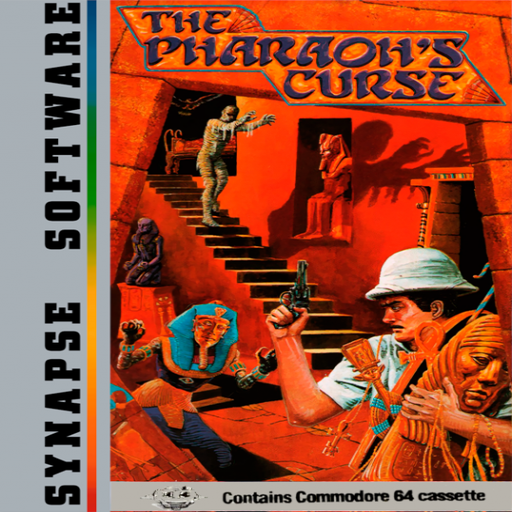 THE
PHARAOH'S
CURSE
SYNAPSE SOFTWARE
Contains Commodore 64 cassette